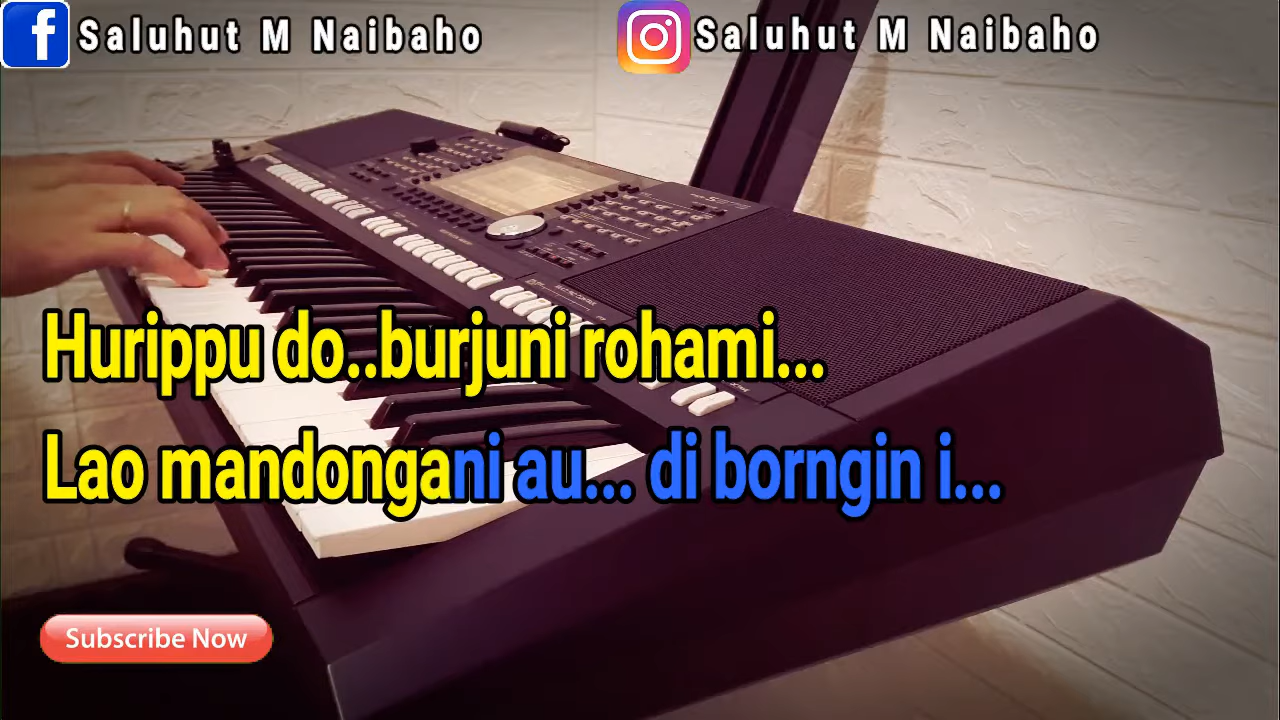 Saluhut M Naibaho
Saluhut M Naibaho
Hurippu do..burjuni rohami...
Lao mandongani au... di borngin i...
Subscribe Now